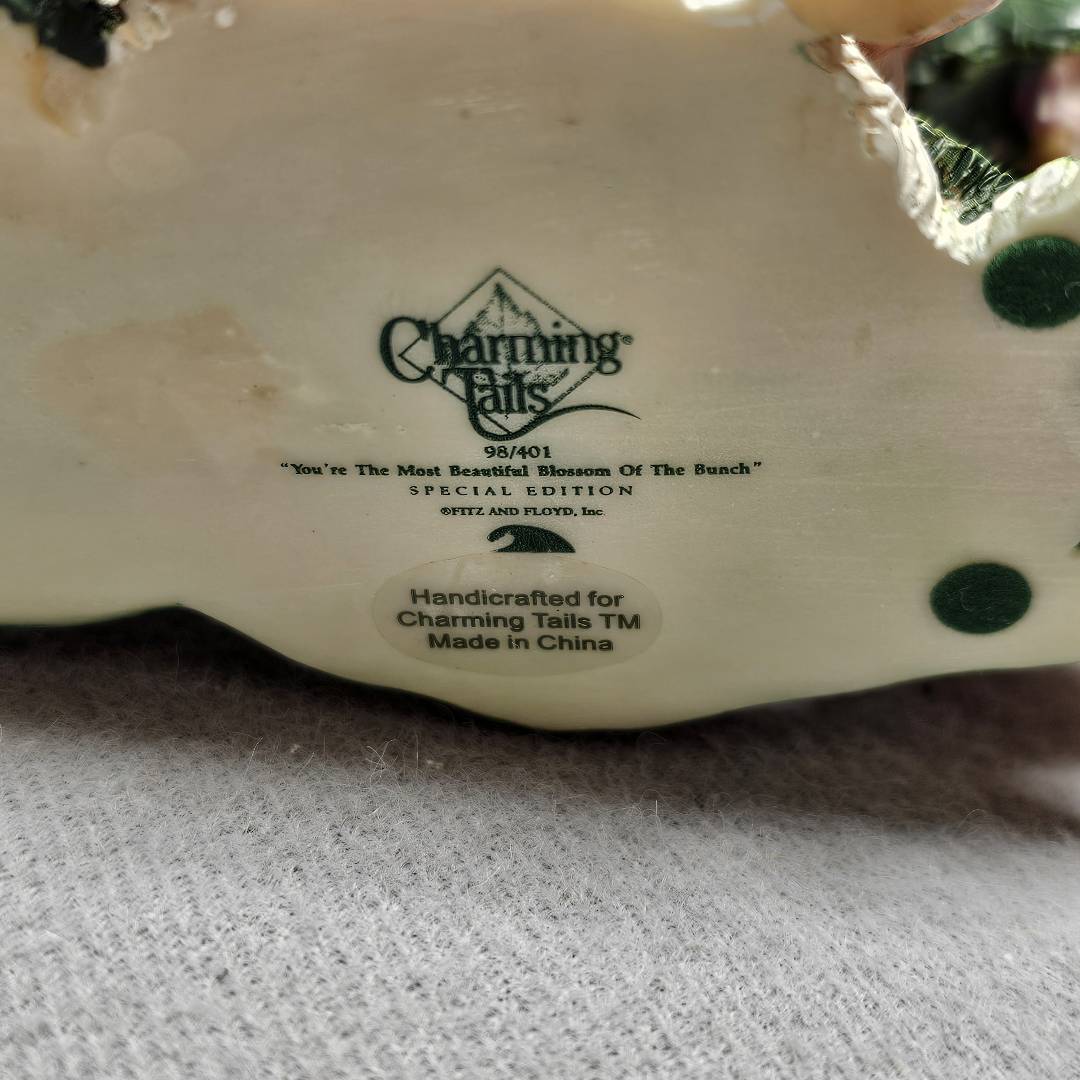 Charming®
Tails
98/401
“You're The Most Beautiful Blossom Of The Bunch”
SPECIAL EDITION
©FITZ AND FLOYD, Inc.
Handicrafted for
Charming Tails TM
Made in China